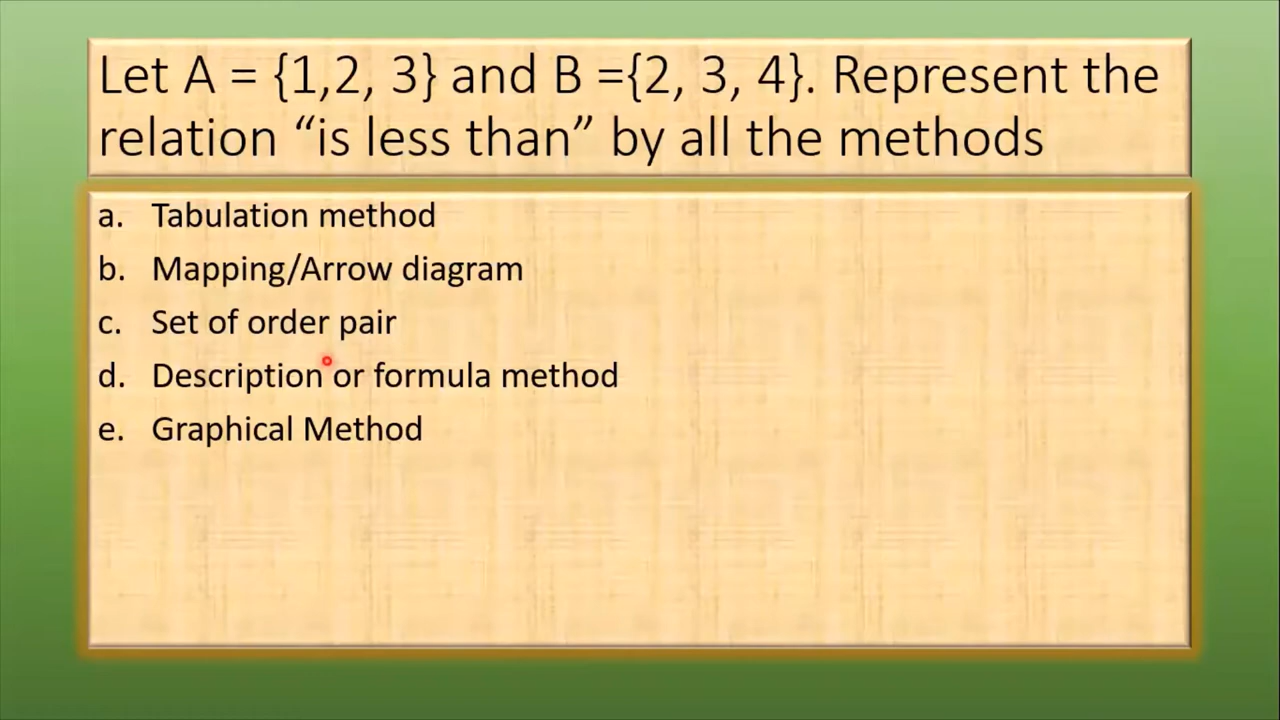 Let A = {1,2, 3} and B ={2, 3, 4}. Represent the
relation “is less than” by all the methods
a. Tabulation method
b. Mapping/Arrow diagram
c. Set of order pair
d. Description or formula method
e. Graphical Method